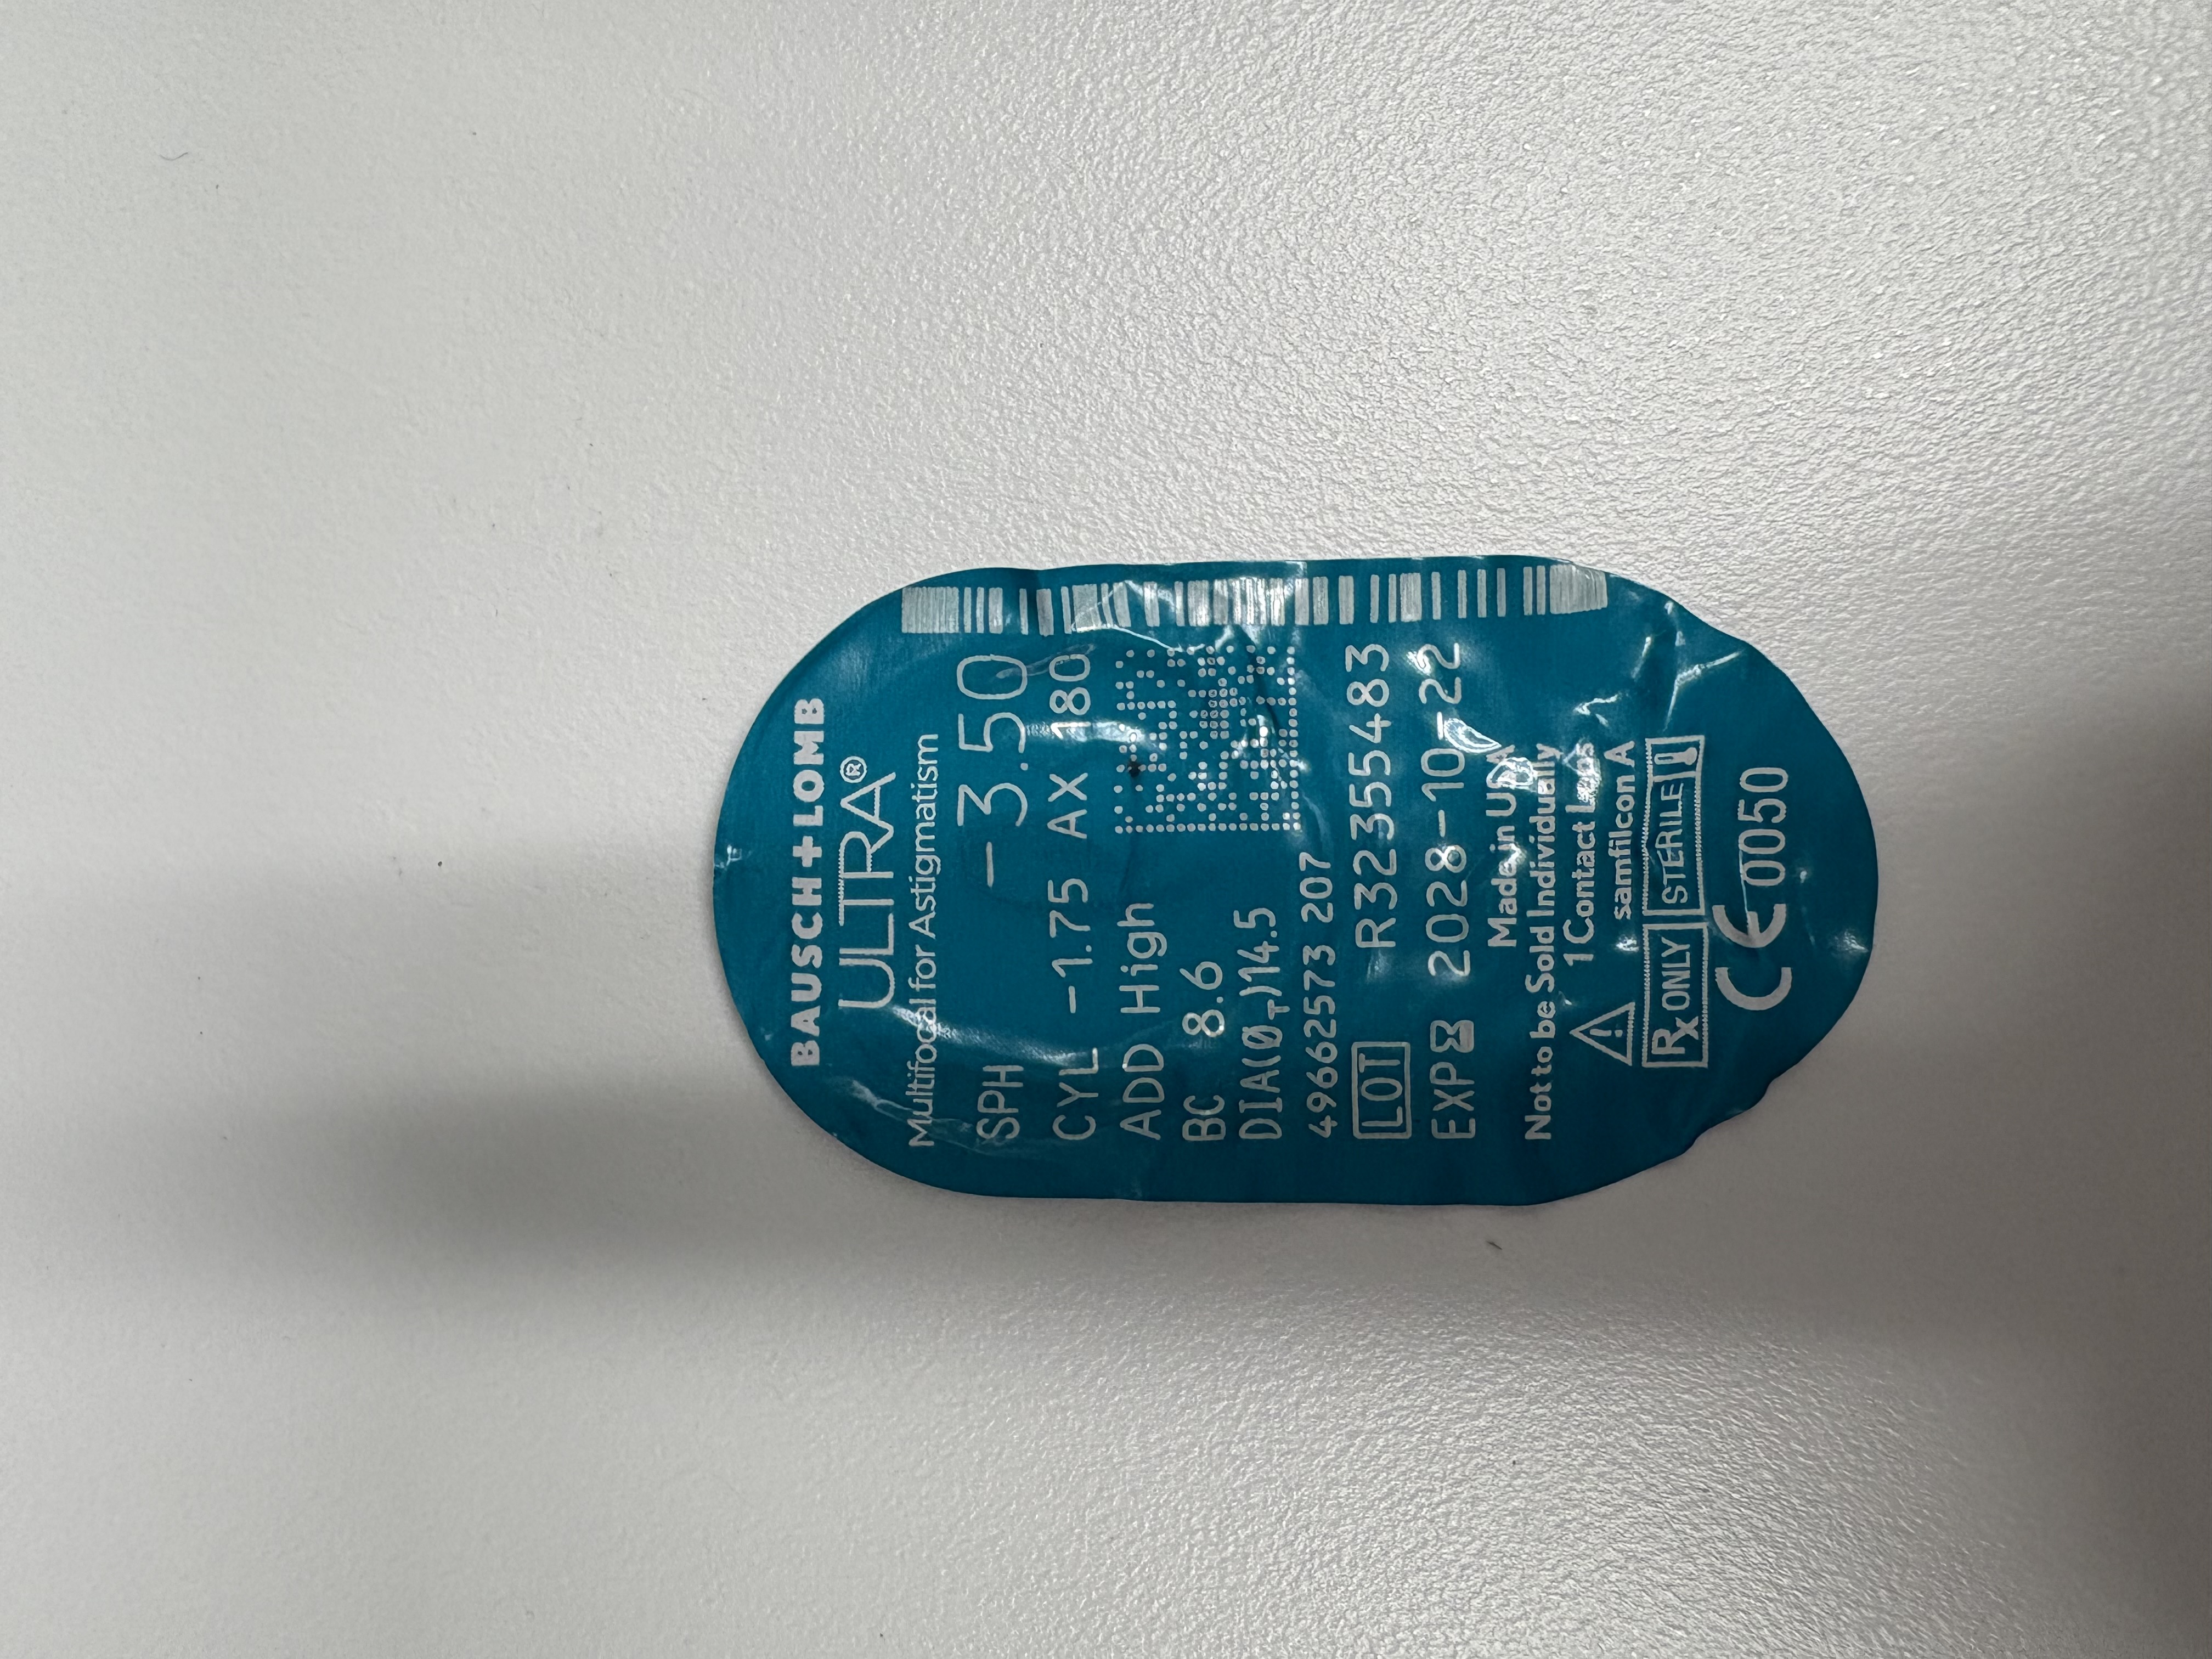 BAUSCH+LOMB
ULTRA®
Multifocal for Astigmatism
SPH -3.50
CYL -1.75 AX 180
ADD High
BC 8.6
DIA(ØT)14.5
49662573 207
LOT R32355483
EXP 2028-10-22
Made in USA
Not to be Sold Individually
1 Contact Lens
samfilcon A
Rx ONLY STERILE
CE 0050